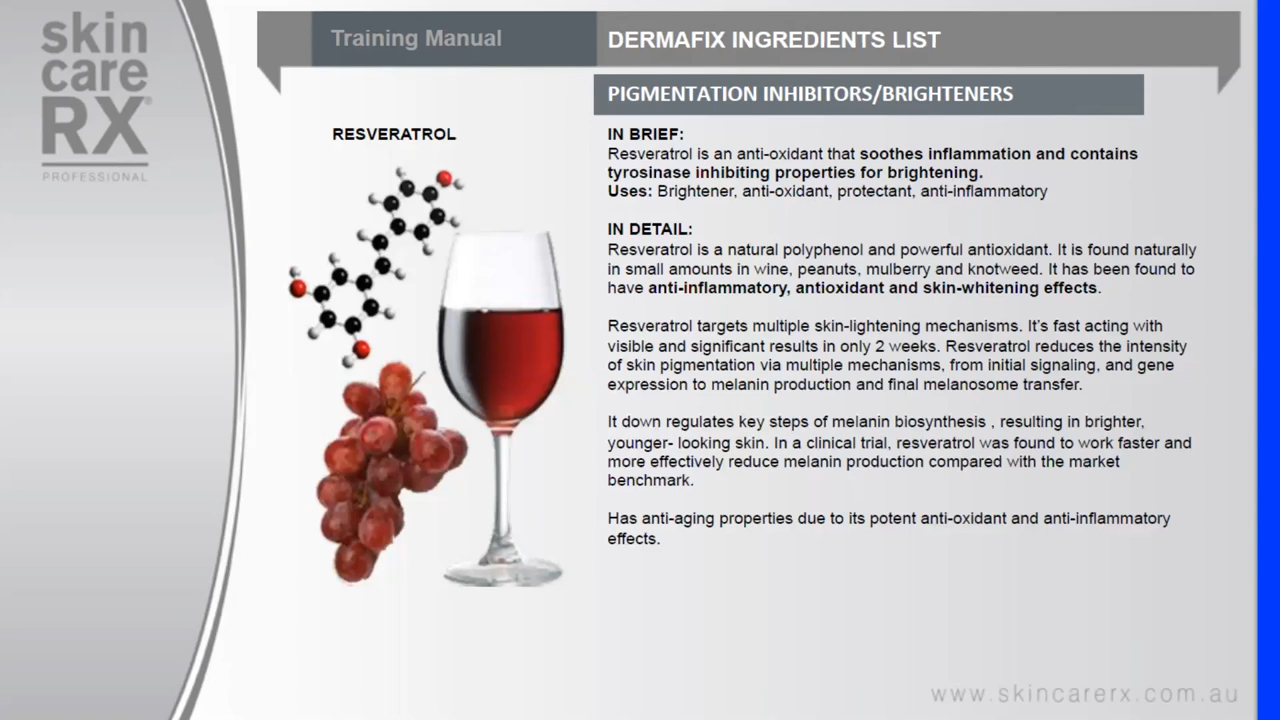 skin
care
RX®
PROFESSIONAL
Training Manual
DERMAFIX INGREDIENTS LIST
PIGMENTATION INHIBITORS/BRIGHTENERS
RESVERATROL
IN BRIEF:
Resveratrol is an anti-oxidant that soothes inflammation and contains
tyrosinase inhibiting properties for brightening.
Uses: Brightener, anti-oxidant, protectant, anti-inflammatory
IN DETAIL:
Resveratrol is a natural polyphenol and powerful antioxidant. It is found naturally
in small amounts in wine, peanuts, mulberry and knotweed. It has been found to
have anti-inflammatory, antioxidant and skin-whitening effects.
Resveratrol targets multiple skin-lightening mechanisms. It's fast acting with
visible and significant results in only 2 weeks. Resveratrol reduces the intensity
of skin pigmentation via multiple mechanisms, from initial signaling, and gene
expression to melanin production and final melanosome transfer.
It down regulates key steps of melanin biosynthesis , resulting in brighter,
younger- looking skin. In a clinical trial, resveratrol was found to work faster and
more effectively reduce melanin production compared with the market
benchmark.
Has anti-aging properties due to its potent anti-oxidant and anti-inflammatory
effects.
www.skincarerx.com.au